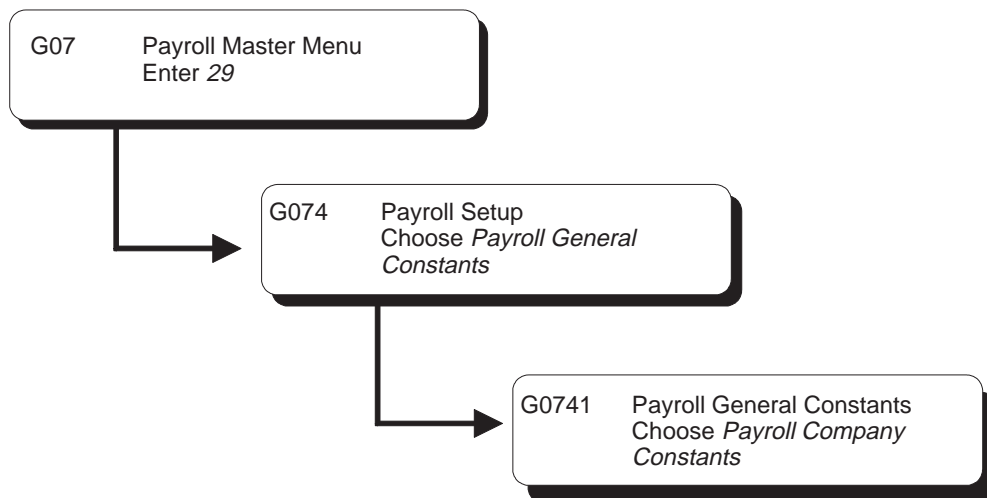 G07 Payroll Master Menu
Enter 29
G074 Payroll Setup
Choose Payroll General
Constants
G0741 Payroll General Constants
Choose Payroll Company
Constants